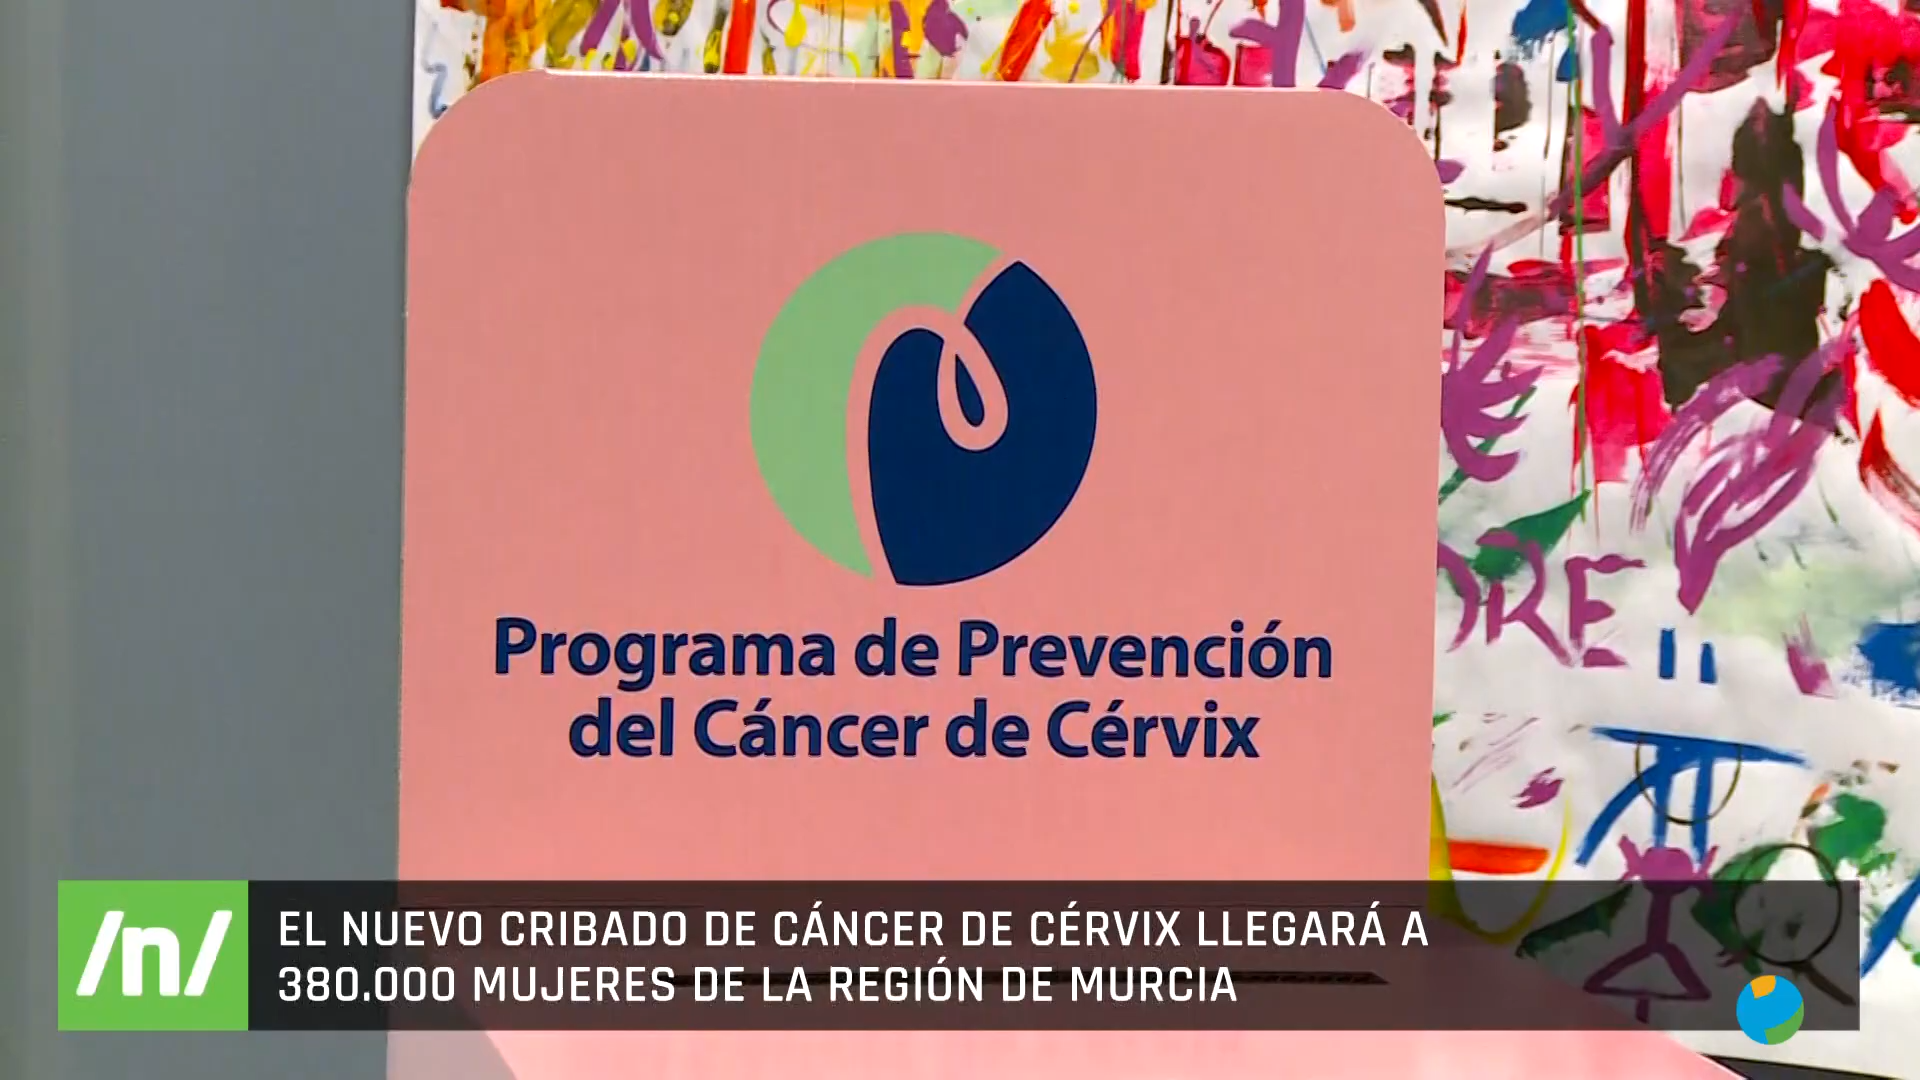 Programa de Prevención
del Cáncer de Cérvix
/n/
EL NUEVO CRIBADO DE CÁNCER DE CÉRVIX LLEGARÁ A
380.000 MUJERES DE LA REGIÓN DE MURCIA